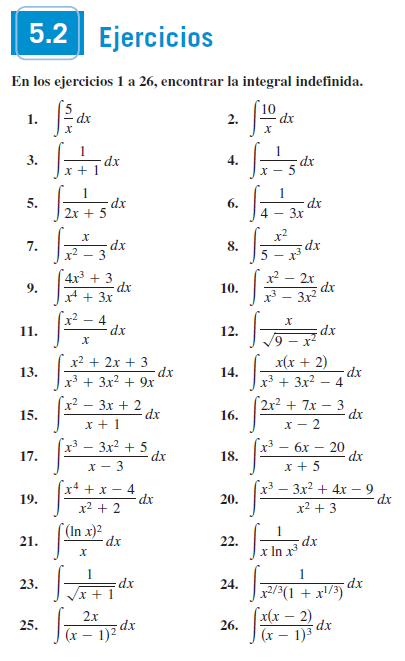 5.2 Ejercicios
En los ejercicios 1 a 26, encontrar la integral indefinida.
1. ∫ 5/x dx 2. ∫ 10/x dx
3. ∫ 1/(x + 1) dx 4. ∫ 1/(x − 5) dx
5. ∫ 1/(2x + 5) dx 6. ∫ 1/(4 − 3x) dx
7. ∫ x/(x² − 3) dx 8. ∫ x²/(5 − x³) dx
9. ∫ (4x³ + 3)/(x⁴ + 3x) dx 10. ∫ (x² − 2x)/(x³ − 3x²) dx
11. ∫ (x² − 4)/x dx 12. ∫ x/√(9 − x²) dx
13. ∫ (x² + 2x + 3)/(x³ + 3x² + 9x) dx 14. ∫ x(x + 2)/(x³ + 3x² − 4) dx
15. ∫ (x² − 3x + 2)/(x + 1) dx 16. ∫ (2x² + 7x − 3)/(x − 2) dx
17. ∫ (x³ − 3x² + 5)/(x − 3) dx 18. ∫ (x³ − 6x − 20)/(x + 5) dx
19. ∫ (x⁴ + x − 4)/(x² + 2) dx 20. ∫ (x³ − 3x² + 4x − 9)/(x² + 3) dx
21. ∫ (ln x)²/x dx 22. ∫ 1/(x ln x³) dx
23. ∫ 1/√(x + 1) dx 24. ∫ 1/(x^(2/3)(1 + x^(1/3))) dx
25. ∫ 2x/(x − 1)² dx 26. ∫ x(x − 2)/(x − 1)³ dx